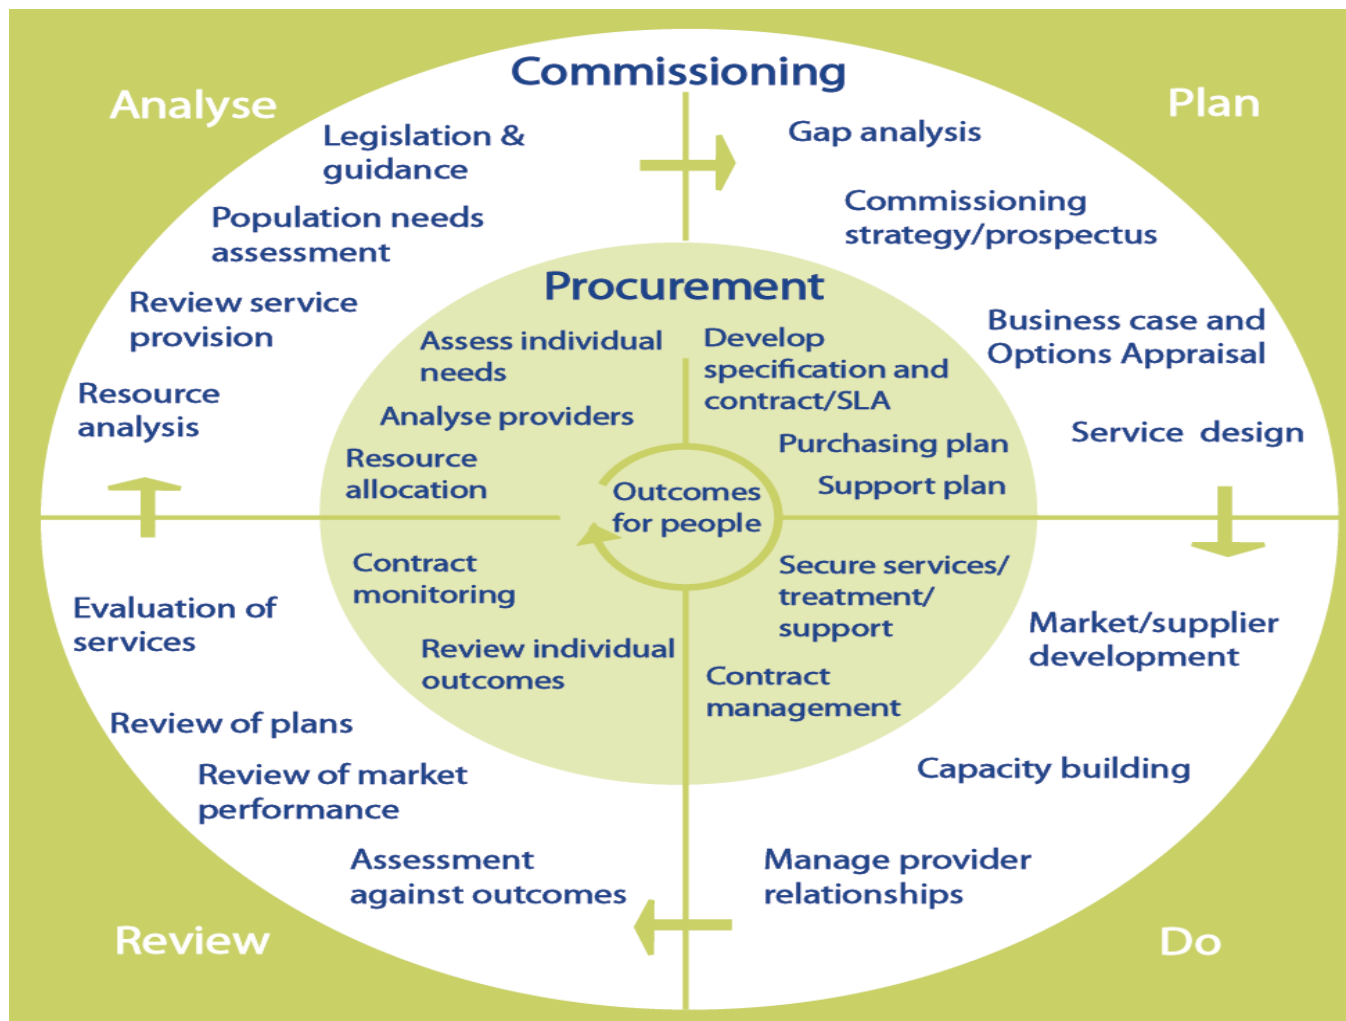 Commissioning
Analyse
Legislation &
guidance
Population needs
assessment
Review service
provision
Resource
analysis
Plan
Gap analysis
Commissioning
strategy/prospectus
Business case and
Options Appraisal
Service design
Procurement
Assess individual
needs
Analyse providers
Resource
allocation
Develop
specification and
contract/SLA
Purchasing plan
Support plan
Outcomes
for people
Contract
monitoring
Review individual
outcomes
Secure services/
treatment/
support
Contract
management
Evaluation of
services
Review of plans
Review of market
performance
Assessment
against outcomes
Review
Market/supplier
development
Capacity building
Manage provider
relationships
Do